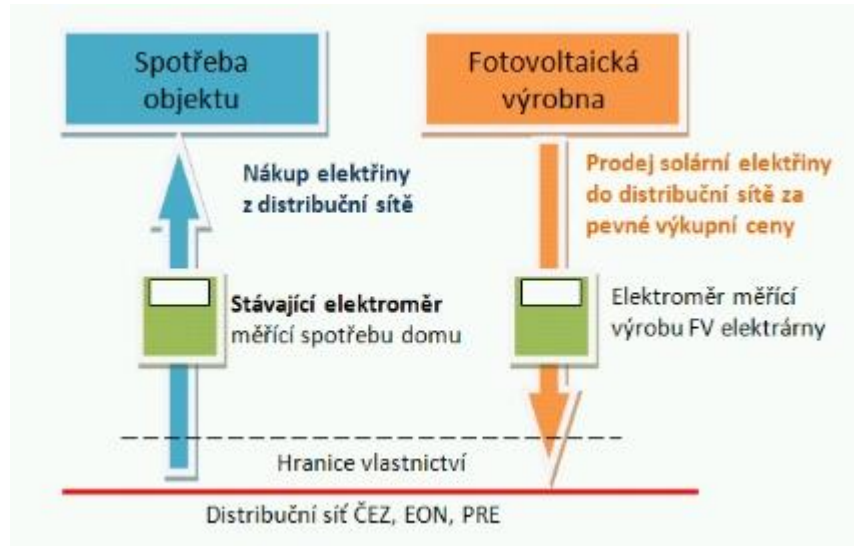 Spotřeba
objektu
Fotovoltaická
výrobna
Nákup elektřiny
z distribuční sítě
Prodej solární elektřiny
do distribuční sítě za
pevné výkupní ceny
Stávající elektroměr
měřící spotřebu domu
Elektroměr měřící
výrobu FV elektrárny
Hranice vlastnictví
Distribuční síť ČEZ, EON, PRE